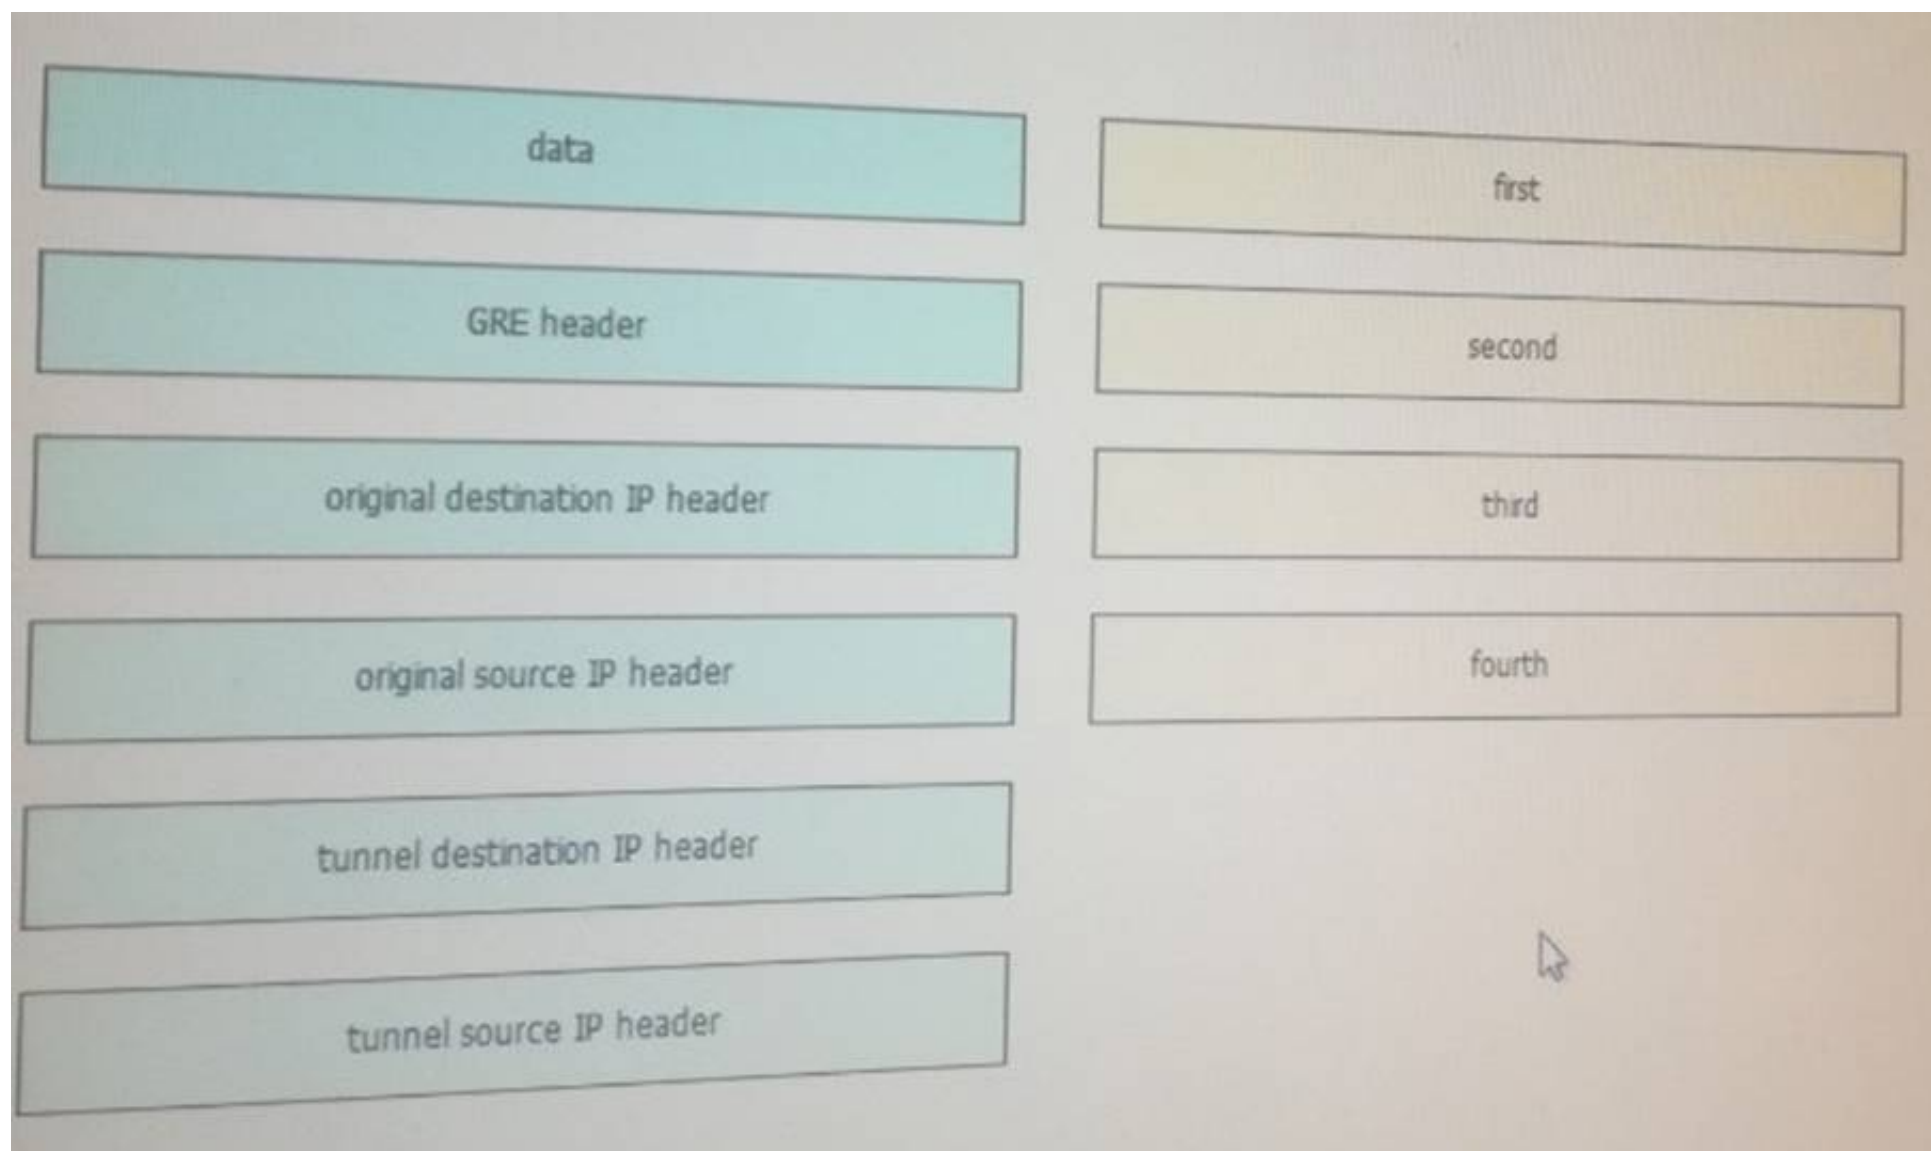 data
GRE header
original destination IP header
original source IP header
tunnel destination IP header
tunnel source IP header
first
second
third
fourth